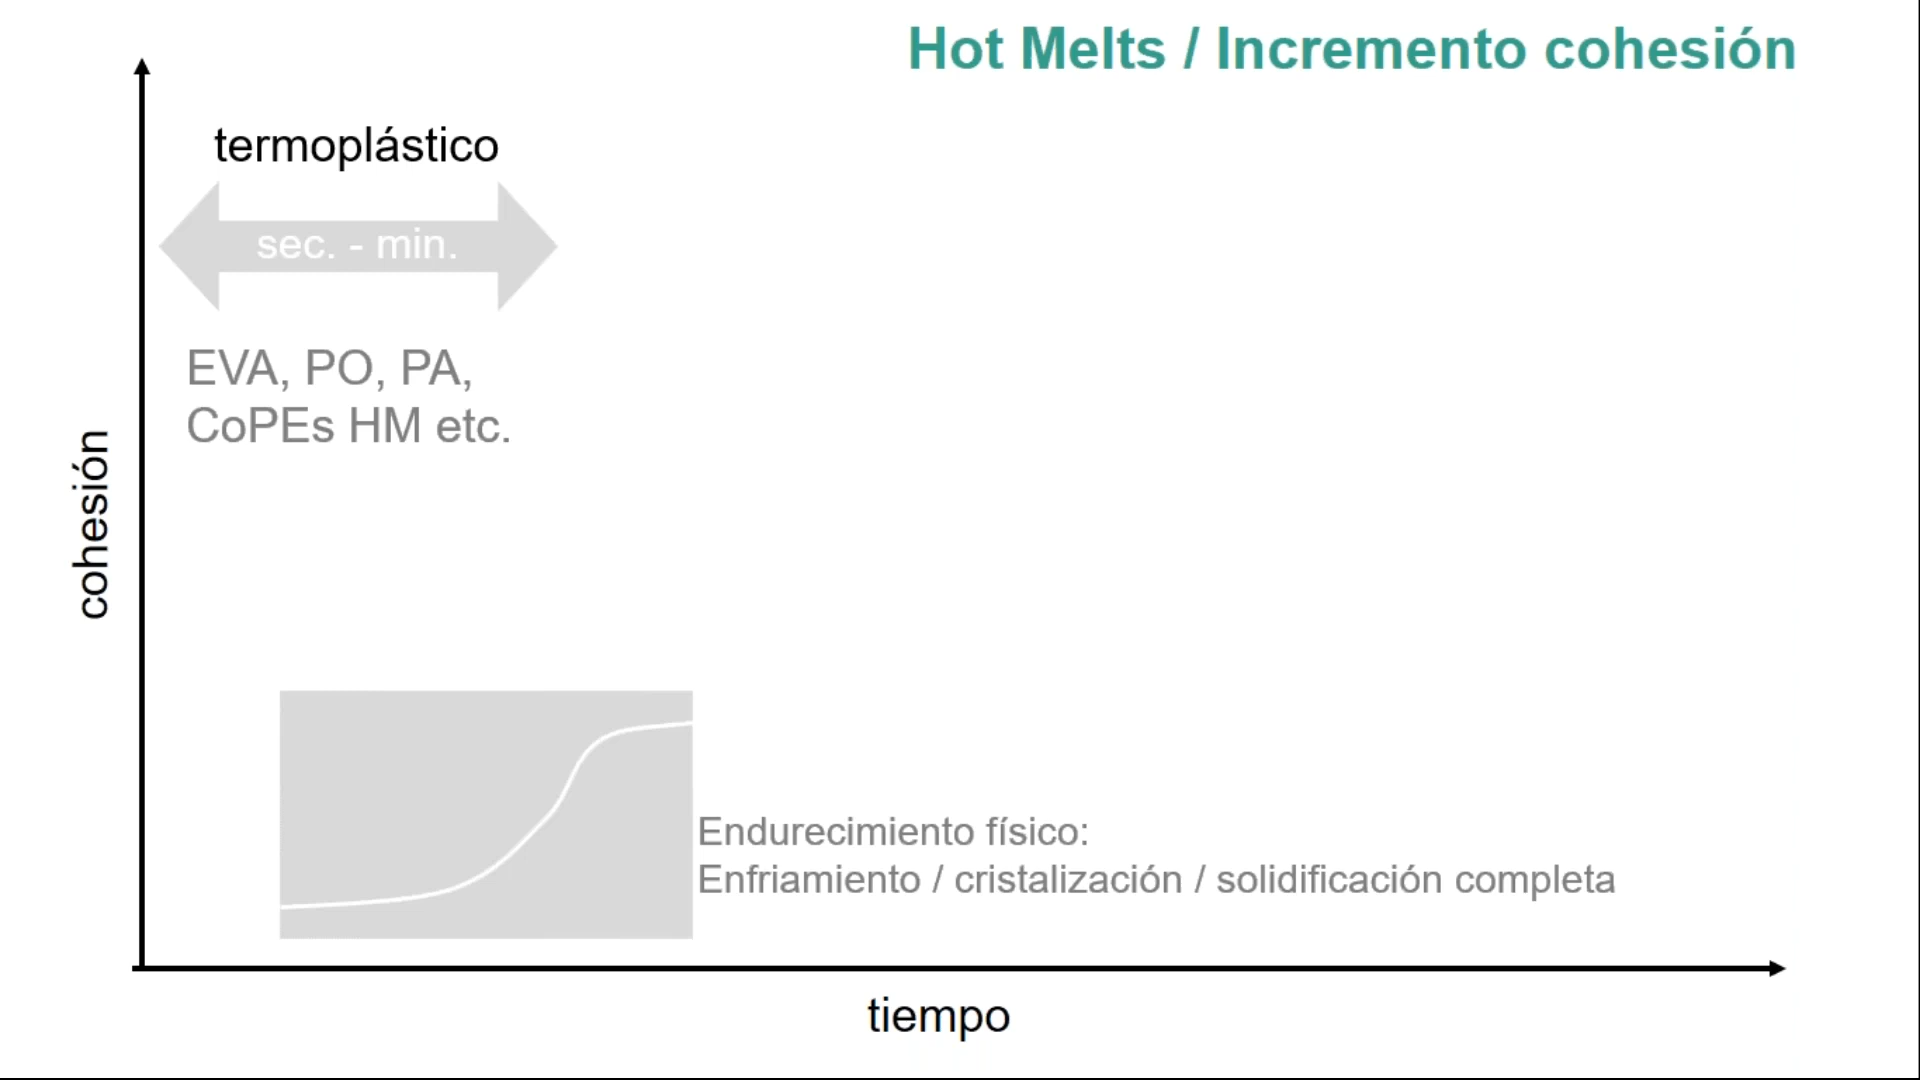 Hot Melts / Incremento cohesión
termoplástico
sec. - min.
EVA, PO, PA,
CoPEs HM etc.
cohesión
Endurecimiento físico:
Enfriamiento / cristalización / solidificación completa
tiempo